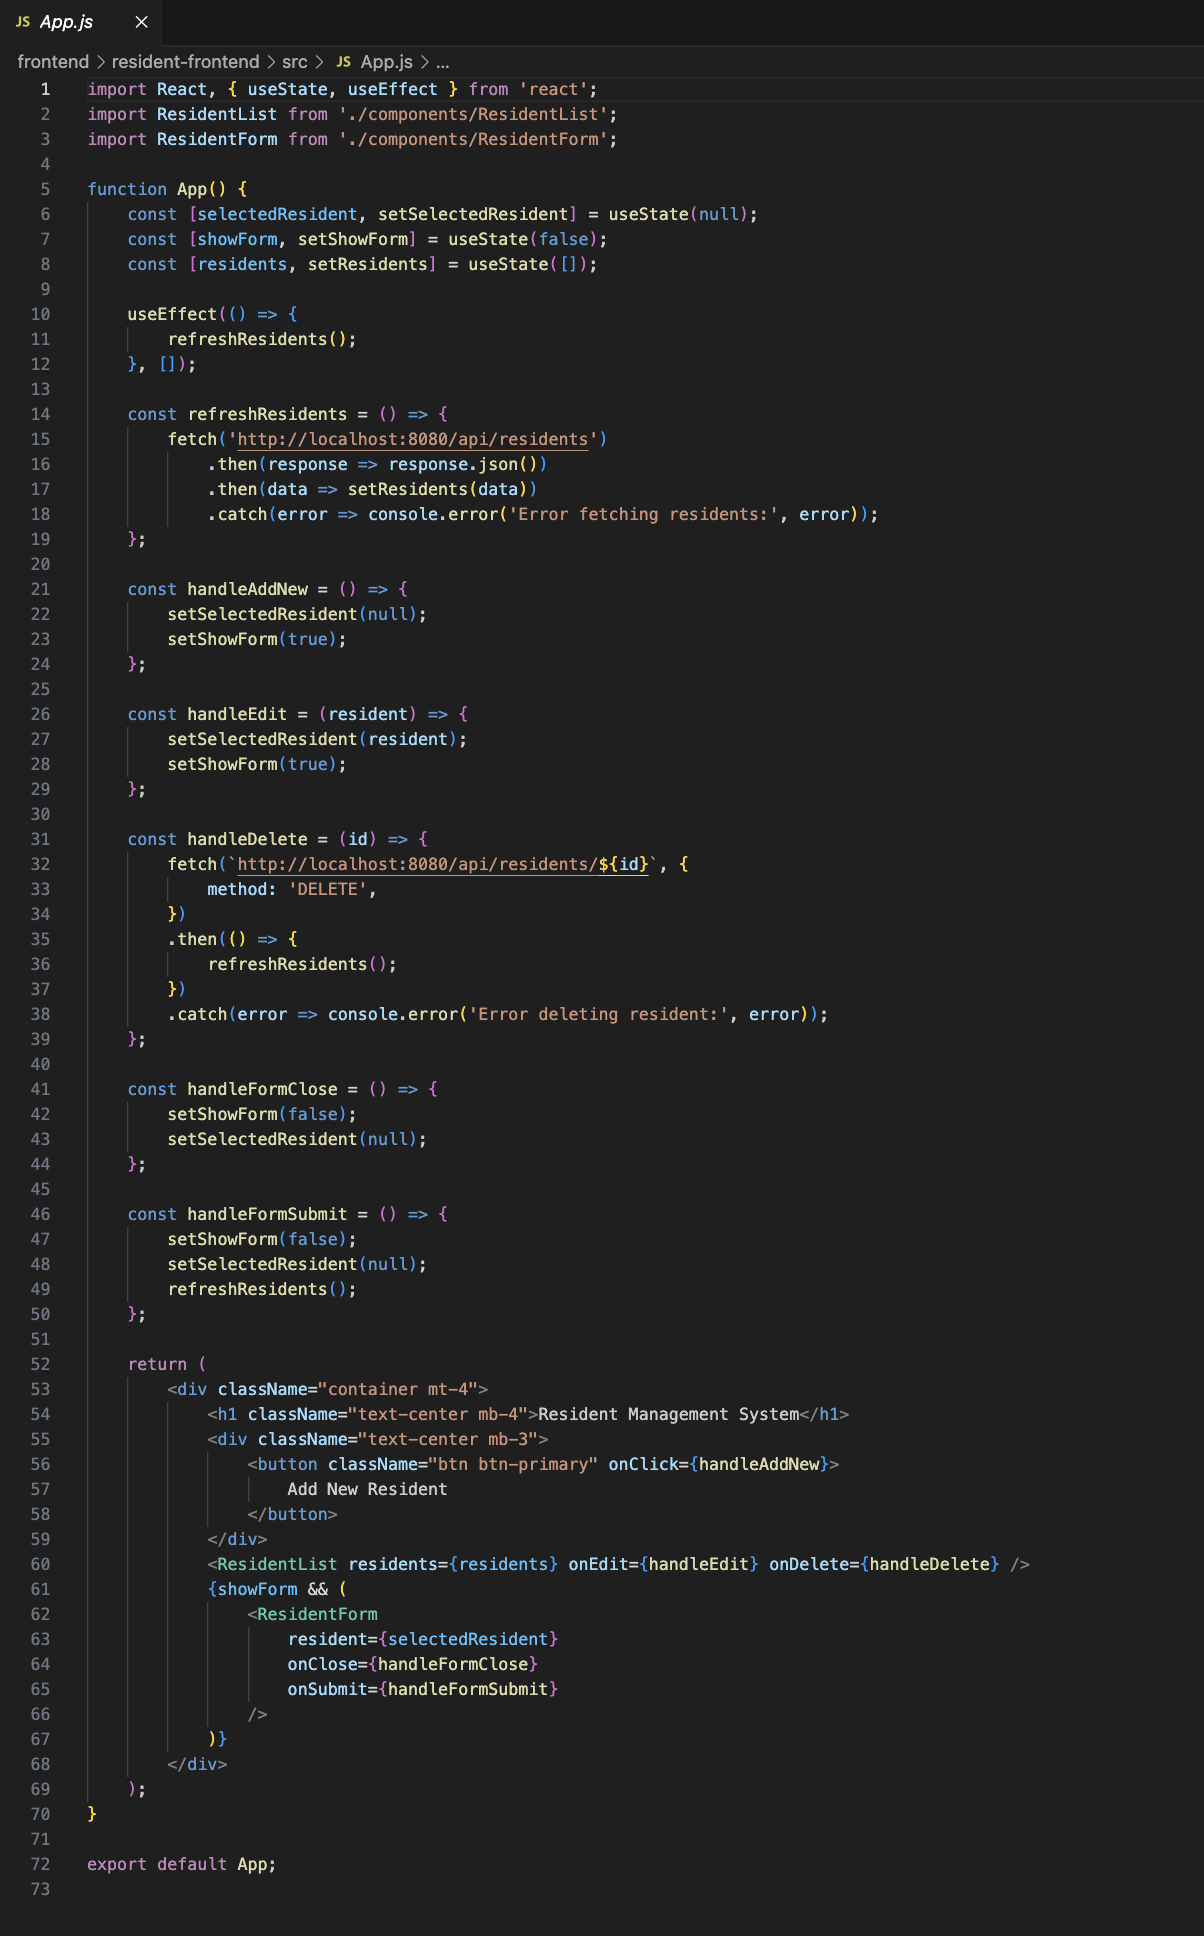 JS App.js ×
frontend > resident-frontend > src > JS App.js > ...
1 import React, { useState, useEffect } from 'react';
2 import ResidentList from './components/ResidentList';
3 import ResidentForm from './components/ResidentForm';
4
5 function App() {
6     const [selectedResident, setSelectedResident] = useState(null);
7     const [showForm, setShowForm] = useState(false);
8     const [residents, setResidents] = useState([]);
9
10     useEffect(() => {
11         refreshResidents();
12     }, []);
13
14     const refreshResidents = () => {
15         fetch('http://localhost:8080/api/residents')
16             .then(response => response.json())
17             .then(data => setResidents(data))
18             .catch(error => console.error('Error fetching residents:', error));
19     };
20
21     const handleAddNew = () => {
22         setSelectedResident(null);
23         setShowForm(true);
24     };
25
26     const handleEdit = (resident) => {
27         setSelectedResident(resident);
28         setShowForm(true);
29     };
30
31     const handleDelete = (id) => {
32         fetch(`http://localhost:8080/api/residents/${id}`, {
33             method: 'DELETE',
34         })
35         .then(() => {
36             refreshResidents();
37         })
38         .catch(error => console.error('Error deleting resident:', error));
39     };
40
41     const handleFormClose = () => {
42         setShowForm(false);
43         setSelectedResident(null);
44     };
45
46     const handleFormSubmit = () => {
47         setShowForm(false);
48         setSelectedResident(null);
49         refreshResidents();
50     };
51
52     return (
53         <div className="container mt-4">
54             <h1 className="text-center mb-4">Resident Management System</h1>
55             <div className="text-center mb-3">
56                 <button className="btn btn-primary" onClick={handleAddNew}>
57                     Add New Resident
58                 </button>
59             </div>
60             <ResidentList residents={residents} onEdit={handleEdit} onDelete={handleDelete} />
61             {showForm && (
62                 <ResidentForm
63                     resident={selectedResident}
64                     onClose={handleFormClose}
65                     onSubmit={handleFormSubmit}
66                 />
67             )}
68         </div>
69     );
70 }
71
72 export default App;
73